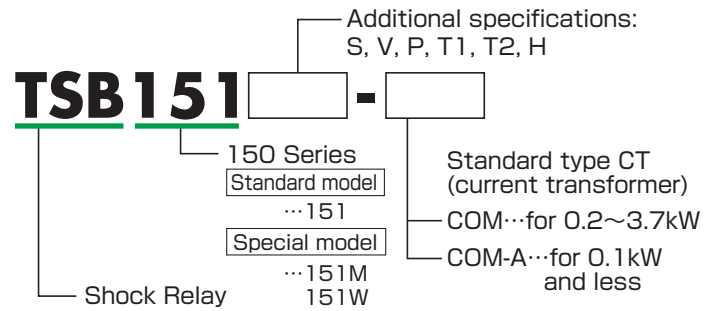 Additional specifications:
S, V, P, T1, T2, H
TSB151 -
150 Series
Standard model
…151
Special model
…151M
151W
Shock Relay
Standard type CT
(current transformer)
COM…for 0.2～3.7kW
COM-A…for 0.1kW
and less